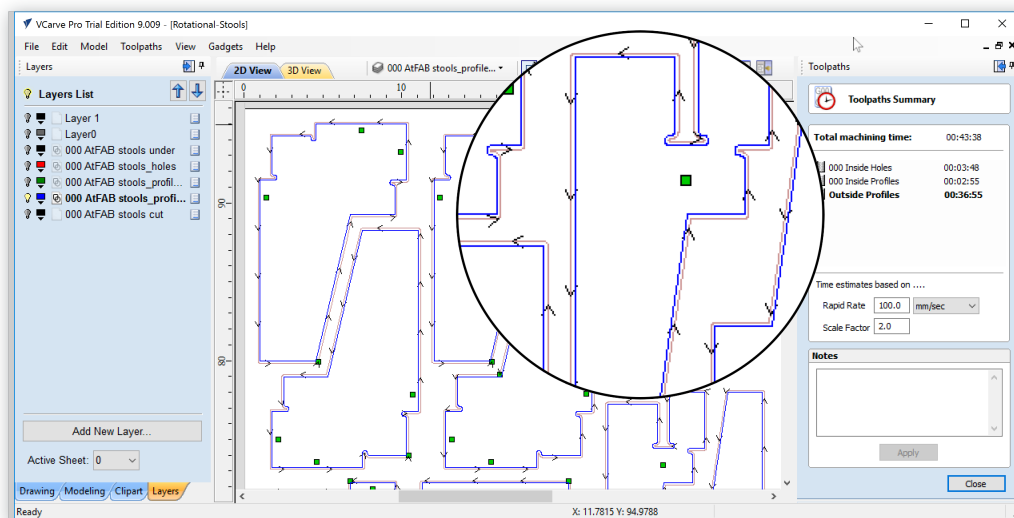 VCarve Pro Trial Edition 9.009 - [Rotational-Stools]
File Edit Model Toolpaths View Gadgets Help
Layers
Layers List
Layer 1
Layer0
000 AtFAB stools under
000 AtFAB stools_holes
000 AtFAB stools_profil...
000 AtFAB stools_profi...
000 AtFAB stools cut
Add New Layer...
Active Sheet: 0
Drawing Modeling Clipart Layers
2D View 3D View 000 AtFAB stools_profile...
0 10
90
80
Toolpaths
Toolpaths Summary
Total machining time: 00:43:38
000 Inside Holes 00:03:48
000 Inside Profiles 00:02:55
Outside Profiles 00:36:55
Time estimates based on ....
Rapid Rate 100.0 mm/sec
Scale Factor 2.0
Notes
Apply
Close
Ready X: 11.7815 Y: 94.9788